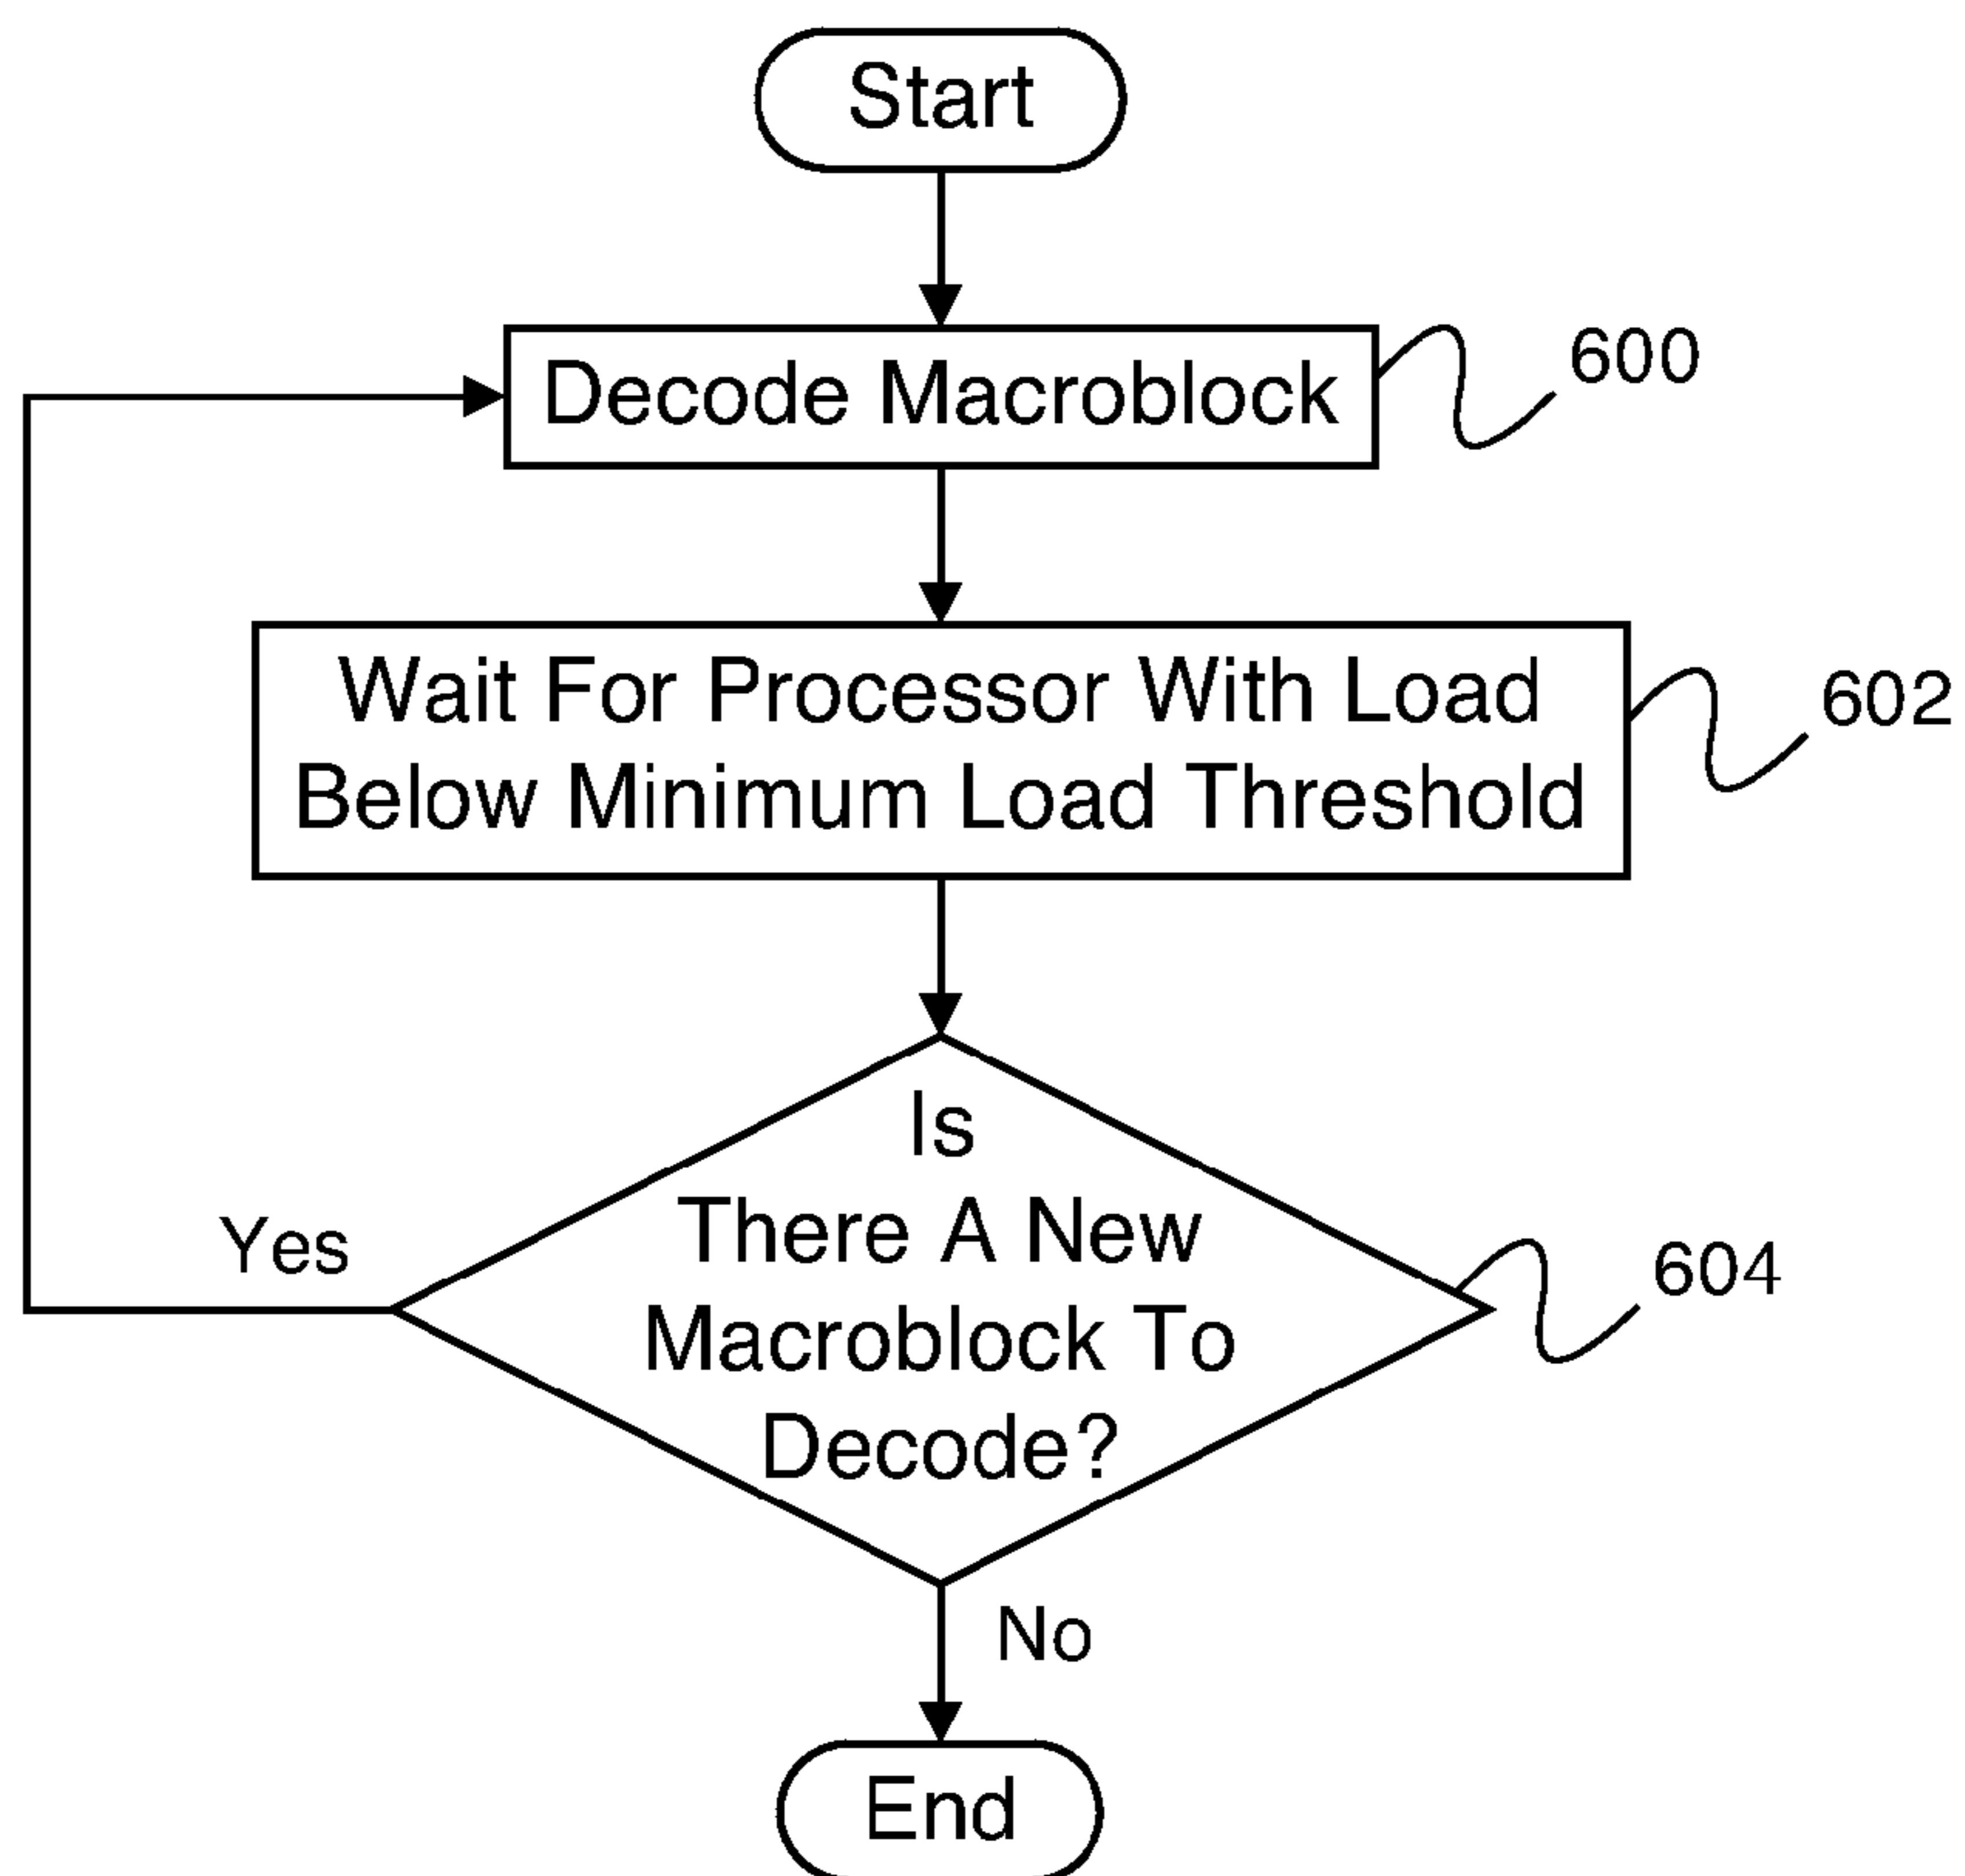 Start
Decode Macroblock
600
Wait For Processor With Load
Below Minimum Load Threshold
602
Is
There A New
Macroblock To
Decode?
604
Yes
No
End